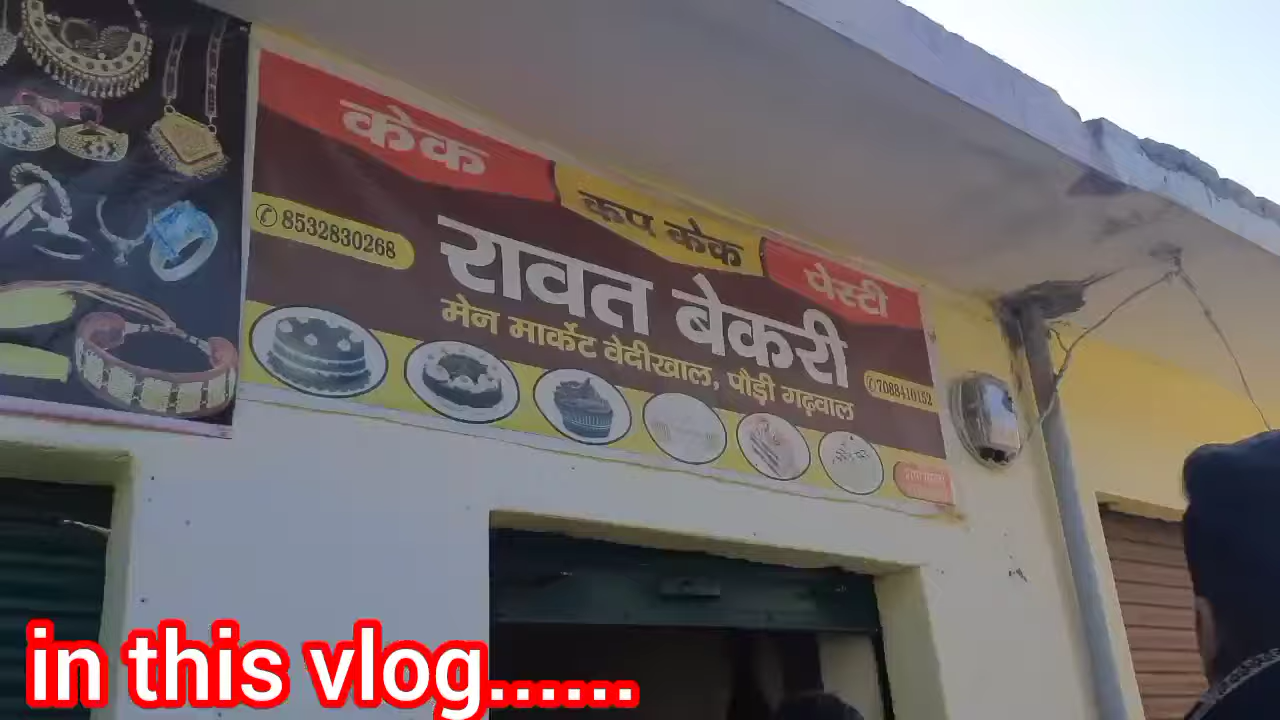 केक
कप केक
पेस्टी
8532830268
रावत बेकरी
मेन मार्केट वेदीखाल, पौड़ी गढ़वाल
7088410152
in this vlog......